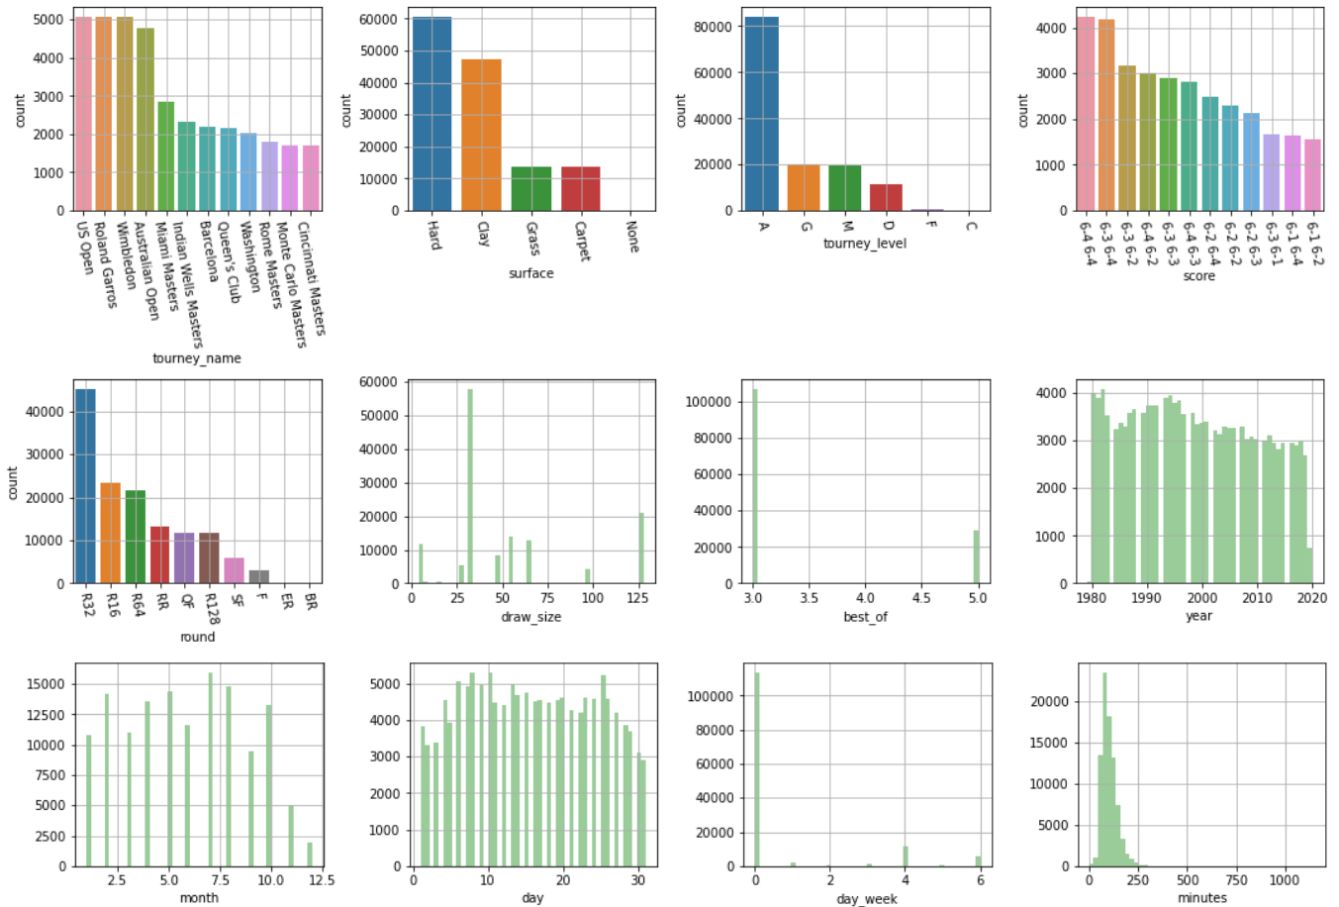 count
5000
4000
3000
2000
1000
0
US Open
Roland Garros
Wimbledon
Australian Open
Miami Masters
Indian Wells Masters
Barcelona
Queen's Club
Washington
Rome Masters
Monte Carlo Masters
Cincinnati Masters
tourney_name
count
60000
50000
40000
30000
20000
10000
0
Hard
Clay
Grass
Carpet
None
surface
count
80000
60000
40000
20000
0
A
G
M
D
F
C
tourney_level
count
4000
3000
2000
1000
0
6-4 6-4
6-3 6-4
6-3 6-2
6-4 6-2
6-3 6-3
6-4 6-3
6-2 6-4
6-2 6-2
6-2 6-3
6-3 6-1
6-1 6-4
6-1 6-2
score
count
40000
30000
20000
10000
0
R32
R16
R64
RR
QF
R128
SF
F
ER
BR
round
60000
50000
40000
30000
20000
10000
0
0 25 50 75 100 125
draw_size
100000
80000
60000
40000
20000
0
3.0 3.5 4.0 4.5 5.0
best_of
4000
3000
2000
1000
0
1980 1990 2000 2010 2020
year
15000
12500
10000
7500
5000
2500
0
2.5 5.0 7.5 10.0 12.5
month
5000
4000
3000
2000
1000
0
0 10 20 30
day
100000
80000
60000
40000
20000
0
0 2 4 6
day_week
20000
15000
10000
5000
0
0 250 500 750 1000
minutes